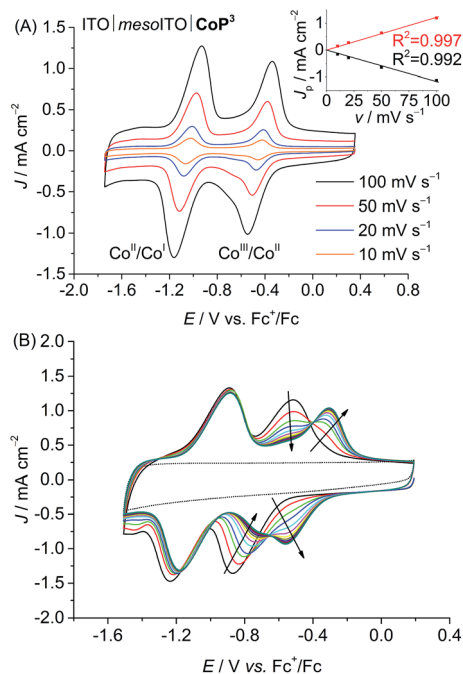 (A) ITO|mesoITO|CoP³
J / mA cm⁻²
1.5
1.0
0.5
0.0
-0.5
-1.0
-1.5
-2.0 -1.6 -1.2 -0.8 -0.4 0.0 0.4 0.8
E / V vs. Fc⁺/Fc
Coᴵᴵ/Coᴵ
Coᴵᴵᴵ/Coᴵᴵ
100 mV s⁻¹
50 mV s⁻¹
20 mV s⁻¹
10 mV s⁻¹
Jₚ / mA cm⁻²
1
0
-1
R²=0.997
R²=0.992
0 25 50 75 100
v / mV s⁻¹
(B)
J / mA cm⁻²
2.0
1.5
1.0
0.5
0.0
-0.5
-1.0
-1.5
-2.0
-1.6 -1.2 -0.8 -0.4 0.0 0.4
E / V vs. Fc⁺/Fc